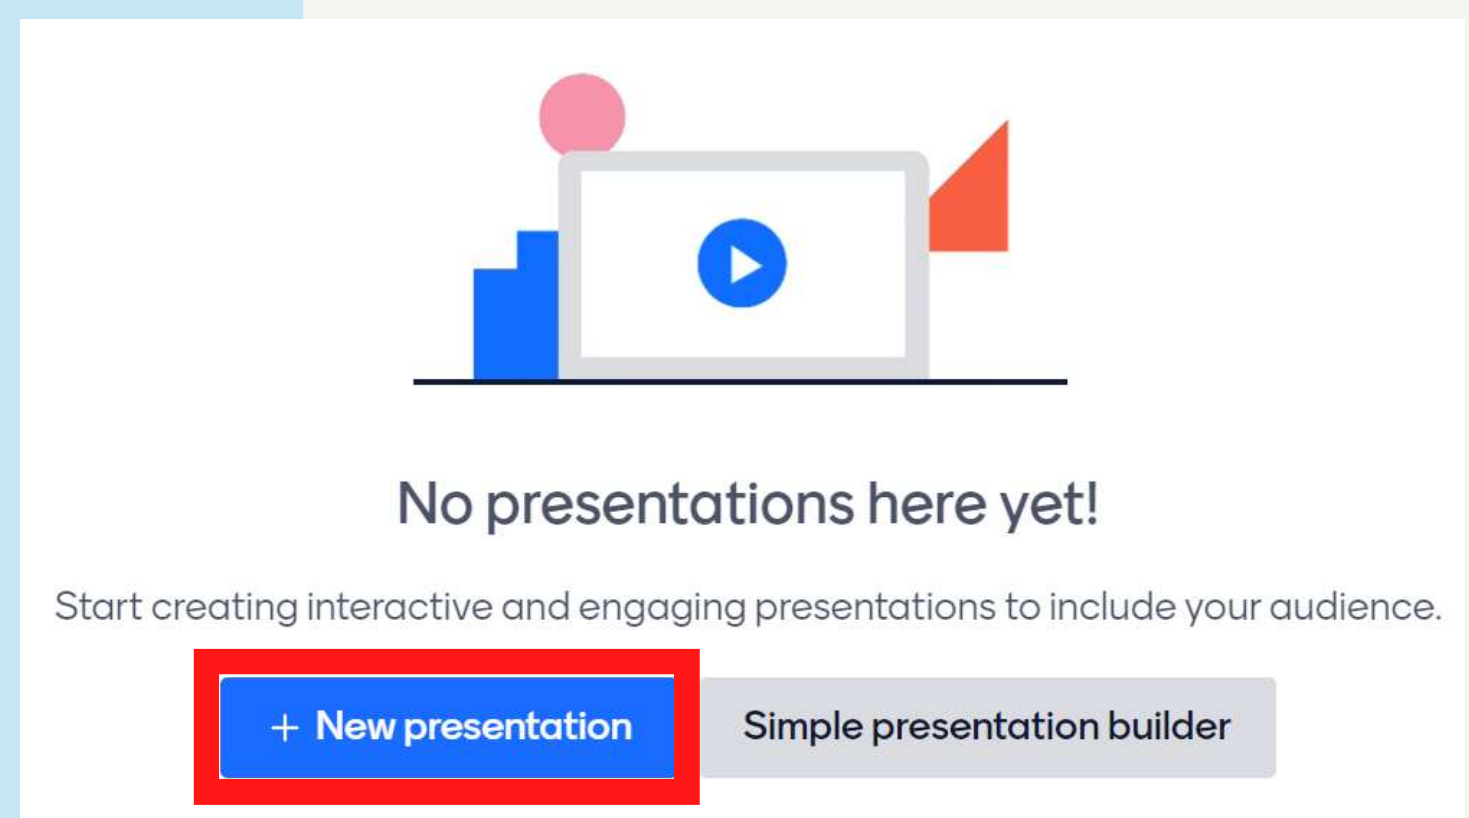 No presentations here yet!
Start creating interactive and engaging presentations to include your audience.
+ New presentation
Simple presentation builder